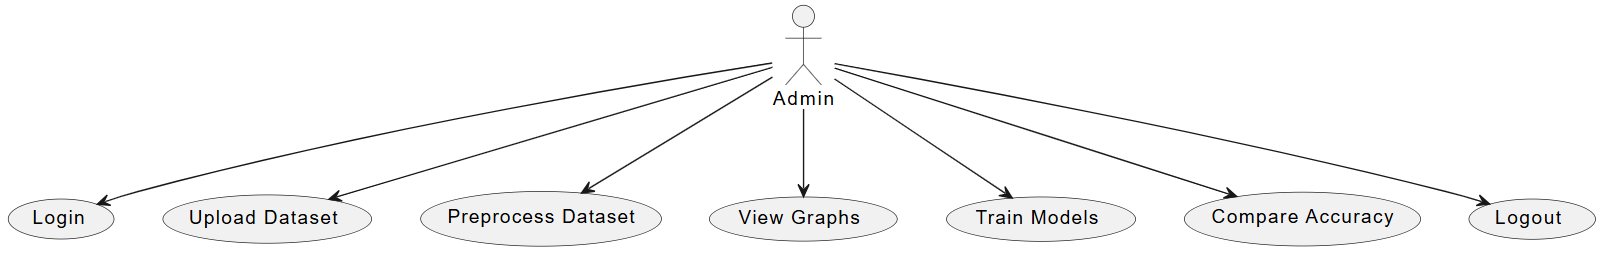 Admin
Login
Upload Dataset
Preprocess Dataset
View Graphs
Train Models
Compare Accuracy
Logout